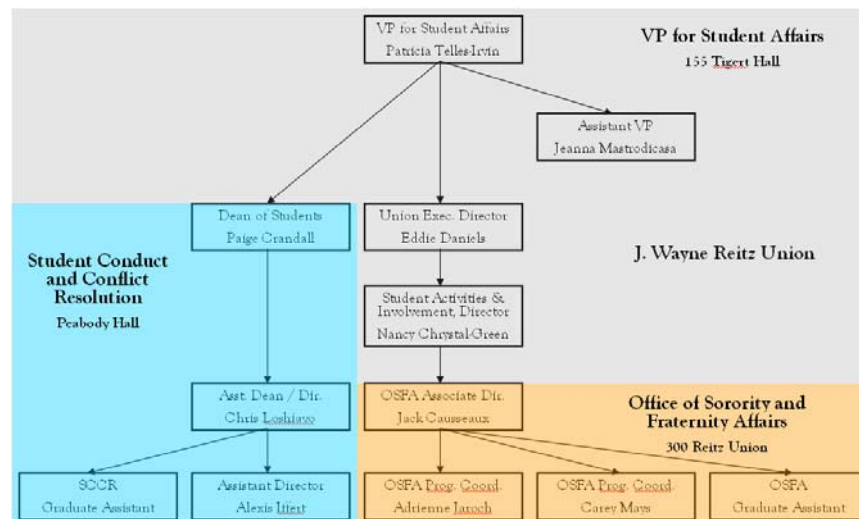 VP for Student Affairs
Patricia Telles-Irvin
VP for Student Affairs
155 Tigert Hall
Assistant VP
Jeanna Mastrodicasa
Dean of Students
Paige Crandall
Union Exec. Director
Eddie Daniels
Student Conduct
and Conflict
Resolution
Peabody Hall
J. Wayne Reitz Union
Student Activities &
Involvement, Director
Nancy Chrystal-Green
Asst. Dean / Dir.
Chris Loshiavo
OSFA Associate Dir.
Jack Causseaux
Office of Sorority and
Fraternity Affairs
300 Reitz Union
SCCR
Graduate Assistant
Assistant Director
Alexis Iffert
OSFA Prog. Coord.
Adrienne Jaroch
OSFA Prog. Coord.
Carey Mays
OSFA
Graduate Assistant